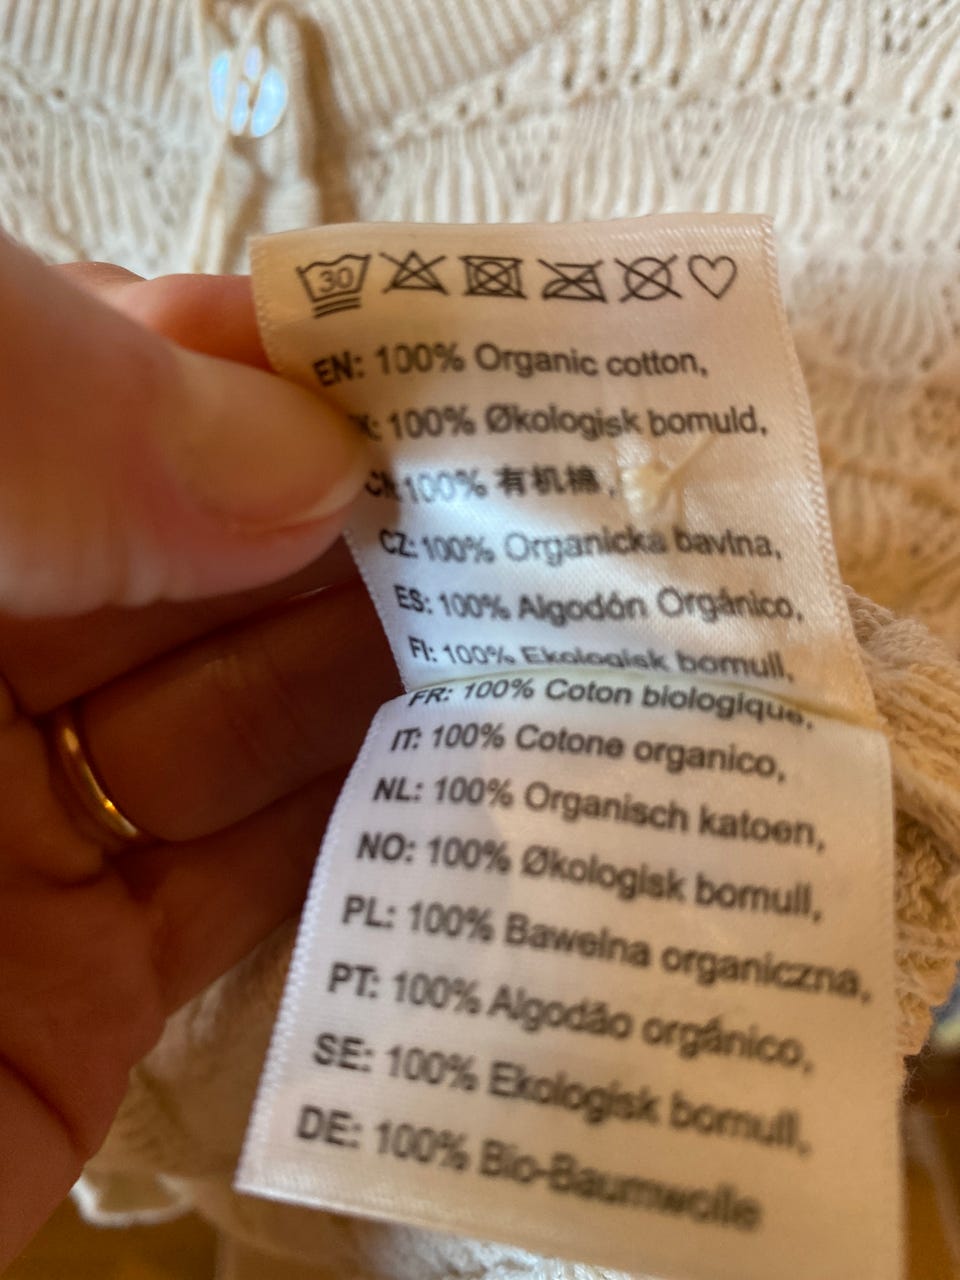 30
EN: 100% Organic cotton,
: 100% Økologisk bomuld,
CN 100% 有机棉,
CZ: 100% Organicka bavlna,
ES: 100% Algodón Orgánico,
FI: 100% Ekologisk bomull,
FR: 100% Coton biologique,
IT: 100% Cotone organico,
NL: 100% Organisch katoen,
NO: 100% Økologisk bomull,
PL: 100% Bawelna organiczna,
PT: 100% Algodão orgánico,
SE: 100% Ekologisk bomull,
DE: 100% Bio-Baumwolle